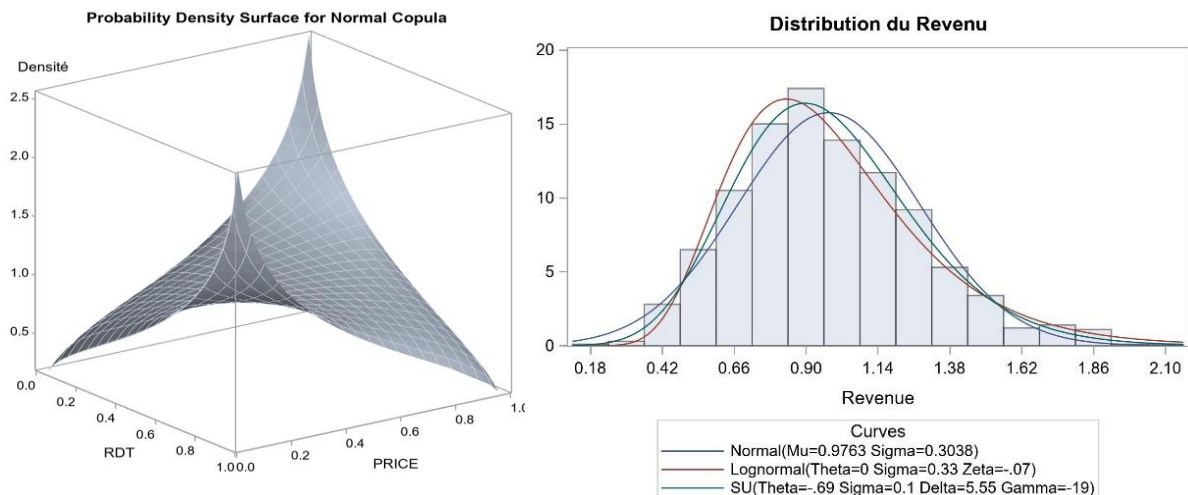 Probability Density Surface for Normal Copula
Densité
2.5
2.0
1.5
1.0
0.5
0.0
0.2
0.4
0.6
0.8
1.00.0
0.2
0.4
0.6
0.8
1.(
RDT
PRICE
Distribution du Revenu
20
15
10
5
0
0.18 0.42 0.66 0.90 1.14 1.38 1.62 1.86 2.10
Revenue
Curves
Normal(Mu=0.9763 Sigma=0.3038)
Lognormal(Theta=0 Sigma=0.33 Zeta=-.07)
SU(Theta=-.69 Sigma=0.1 Delta=5.55 Gamma=-19)